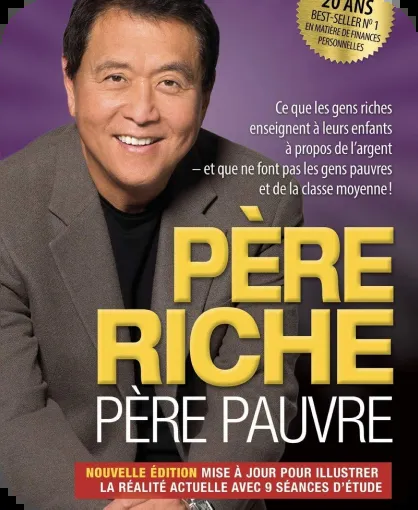 20 ANS
BEST-SELLER Nº 1
EN MATIÈRE DE FINANCES
PERSONNELLES
Ce que les gens riches
enseignent à leurs enfants
à propos de l'argent
– et que ne font pas les gens pauvres
et de la classe moyenne !
PÈRE
RICHE
PÈRE PAUVRE
NOUVELLE ÉDITION MISE À JOUR POUR ILLUSTRER
LA RÉALITÉ ACTUELLE AVEC 9 SÉANCES D'ÉTUDE